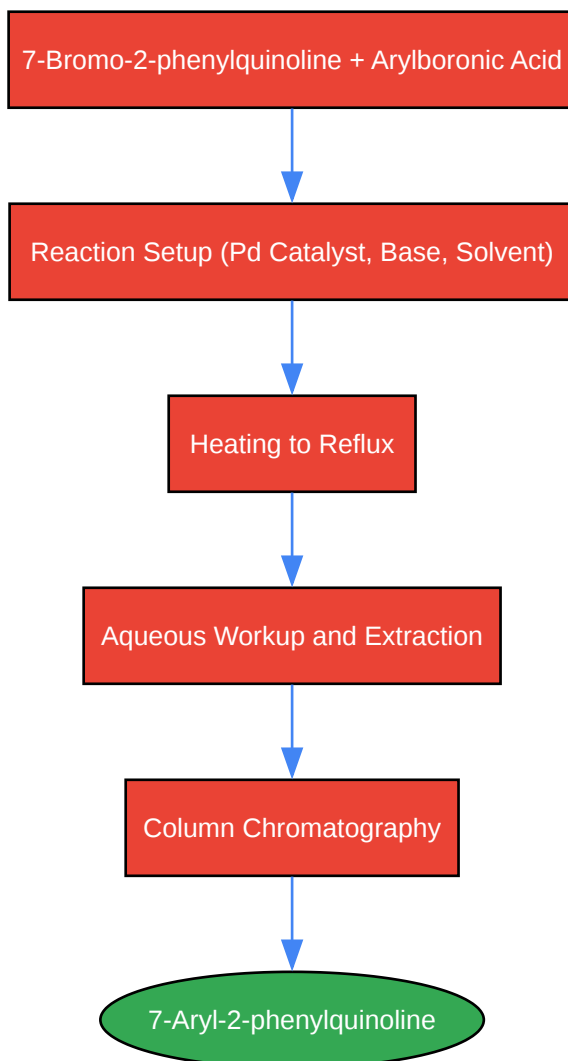 7-Bromo-2-phenylquinoline + Arylboronic Acid
Reaction Setup (Pd Catalyst, Base, Solvent)
Heating to Reflux
Aqueous Workup and Extraction
Column Chromatography
7-Aryl-2-phenylquinoline